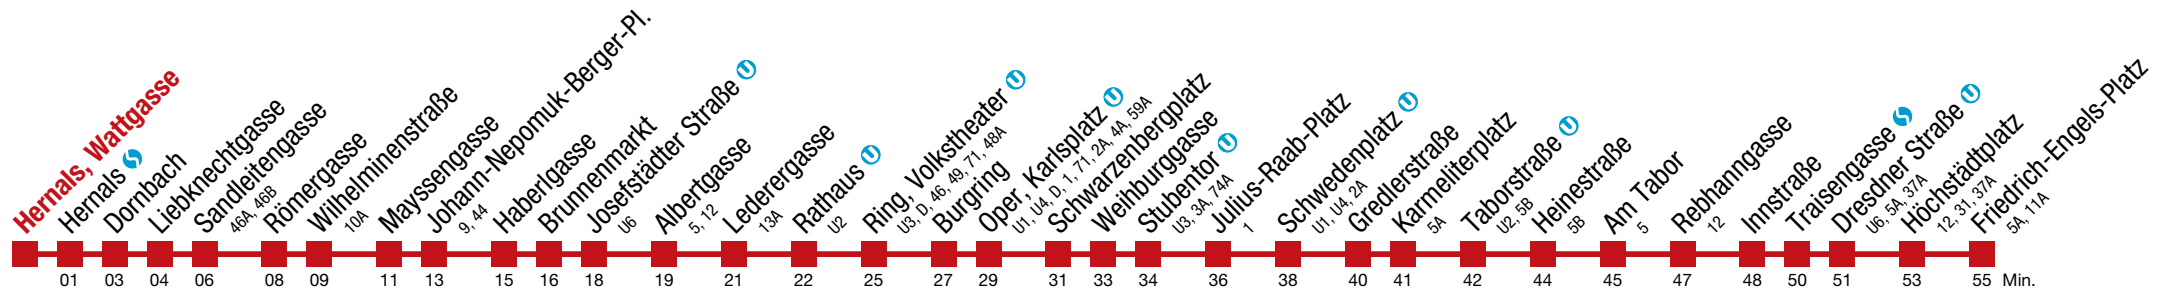 Hernals, Wattgasse
Hernals
Dornbach
Liebknechtgasse
Sandleitengasse
46A, 46B
Römergasse
Wilhelminenstraße
10A
Mayssengasse
Johann-Nepomuk-Berger-Pl.
9, 44
Haberlgasse
Brunnenmarkt
Josefstädter Straße
U6
Albertgasse
5, 12
Lederergasse
13A
Rathaus
U2
Ring, Volkstheater
U3, D, 46, 49, 71, 48A
Burgring
Oper, Karlsplatz
U1, U4, D, 1, 71, 2A, 4A, 59A
Schwarzenbergplatz
Weihburggasse
Stubentor
U3, 3A, 74A
Julius-Raab-Platz
1
Schwedenplatz
U1, U4, 2A
Gredlerstraße
Karmeliterplatz
5A
Taborstraße
U2, 5B
Heinestraße
5B
Am Tabor
5
Rebhanngasse
12
Innstraße
Traisengasse
Dresdner Straße
U6, 5A, 37A
Höchstädtplatz
12, 31, 37A
Friedrich-Engels-Platz
5A, 11A
01 03 04 06 08 09 11 13 15 16 18 19 21 22 25 27 29 31 33 34 36 38 40 41 42 44 45 47 48 50 51 53 55 Min.